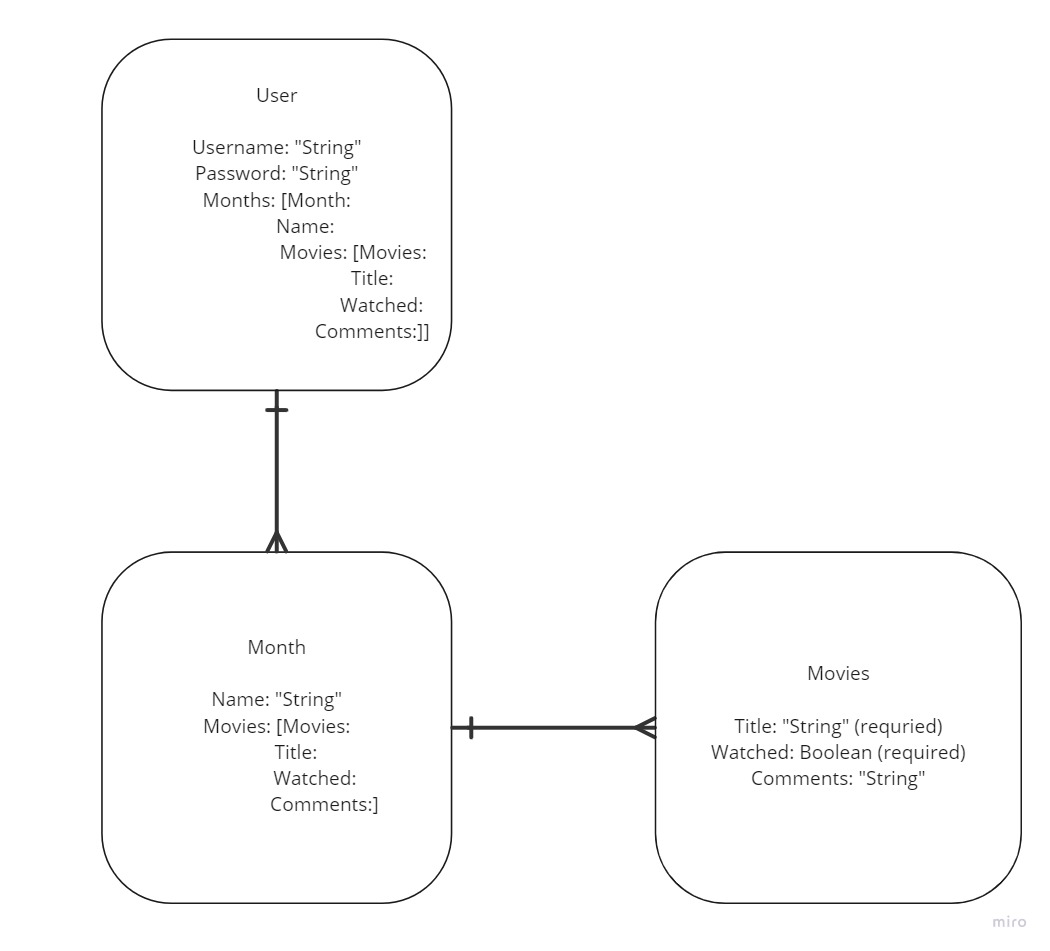 User
Username: "String"
Password: "String"
Months: [Month:
Name:
Movies: [Movies:
Title:
Watched:
Comments:]]
Month
Name: "String"
Movies: [Movies:
Title:
Watched:
Comments:]
Movies
Title: "String" (requried)
Watched: Boolean (required)
Comments: "String"
miro